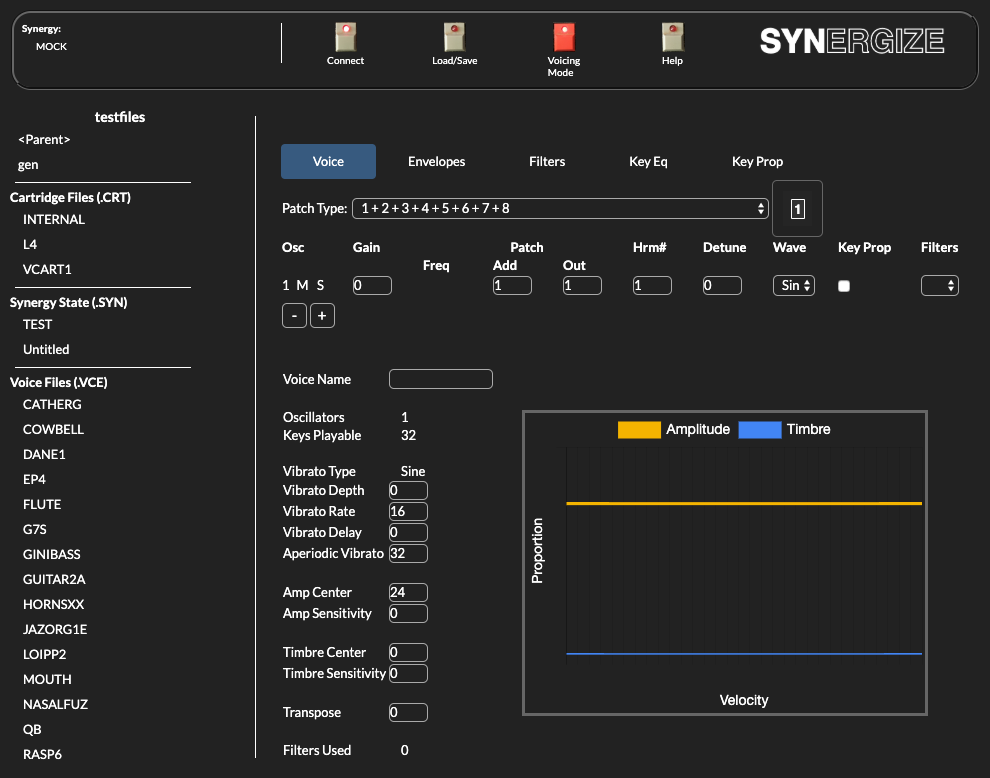 Synergy:
MOCK
Connect
Load/Save
Voicing
Mode
Help
SYNERGIZE
testfiles
<Parent>
gen
Cartridge Files (.CRT)
INTERNAL
L4
VCART1
Synergy State (.SYN)
TEST
Untitled
Voice Files (.VCE)
CATHERG
COWBELL
DANE1
EP4
FLUTE
G7S
GINIBASS
GUITAR2A
HORNSXX
JAZORG1E
LOIPP2
MOUTH
NASALFUZ
QB
RASP6
Voice Envelopes Filters Key Eq Key Prop
Patch Type: 1 + 2 + 3 + 4 + 5 + 6 + 7 + 8 1
Osc Gain Patch Hrm# Detune Wave Key Prop Filters
Freq Add Out
1 M S 0 1 1 1 0 Sin
- +
Voice Name
Oscillators 1
Keys Playable 32
Vibrato Type Sine
Vibrato Depth 0
Vibrato Rate 16
Vibrato Delay 0
Aperiodic Vibrato 32
Amp Center 24
Amp Sensitivity 0
Timbre Center 0
Timbre Sensitivity 0
Transpose 0
Filters Used 0
Amplitude Timbre
Proportion
Velocity